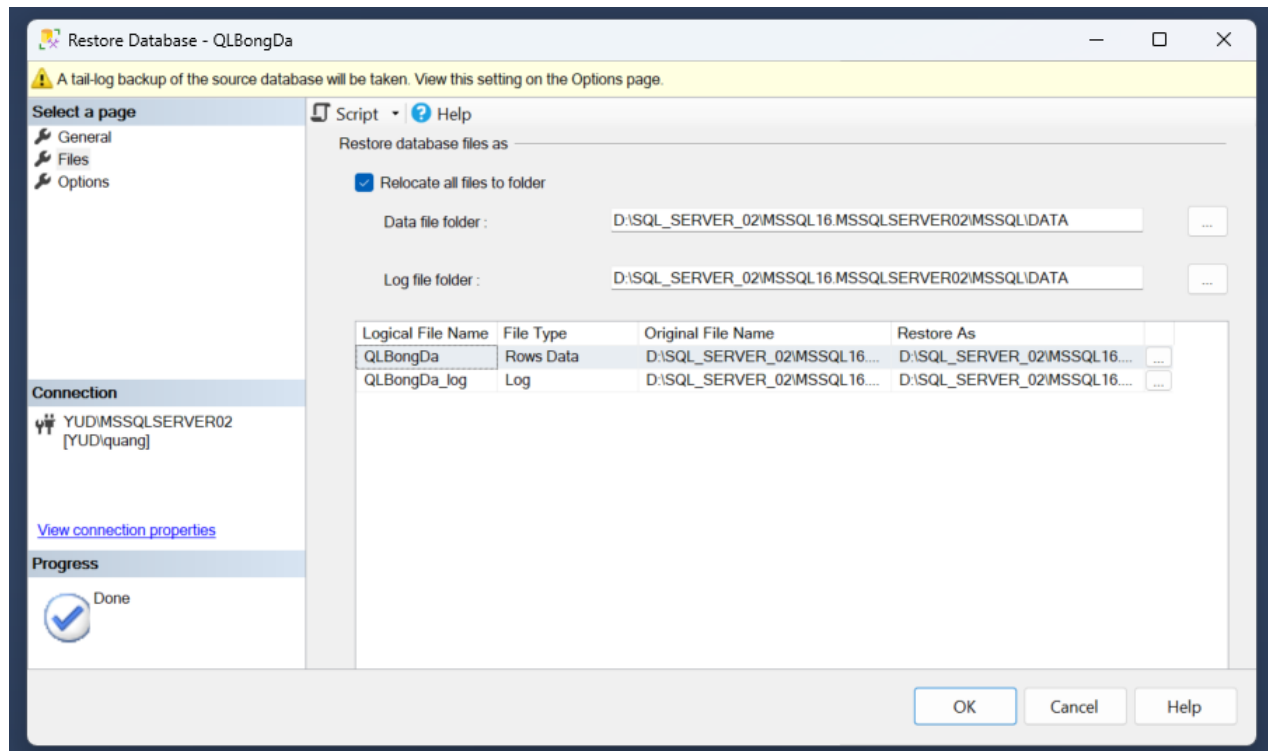 Restore Database - QLBongDa
A tail-log backup of the source database will be taken. View this setting on the Options page.
Select a page
General
Files
Options
Script Help
Restore database files as
Relocate all files to folder
Data file folder :
D:\SQL_SERVER_02\MSSQL16.MSSQLSERVER02\MSSQL\DATA
...
Log file folder :
D:\SQL_SERVER_02\MSSQL16.MSSQLSERVER02\MSSQL\DATA
...
Logical File Name File Type Original File Name Restore As
QLBongDa Rows Data D:\SQL_SERVER_02\MSSQL16.... D:\SQL_SERVER_02\MSSQL16.... ...
QLBongDa_log Log D:\SQL_SERVER_02\MSSQL16.... D:\SQL_SERVER_02\MSSQL16.... ...
Connection
YUD\MSSQLSERVER02
[YUD\quang]
View connection properties
Progress
Done
OK Cancel Help